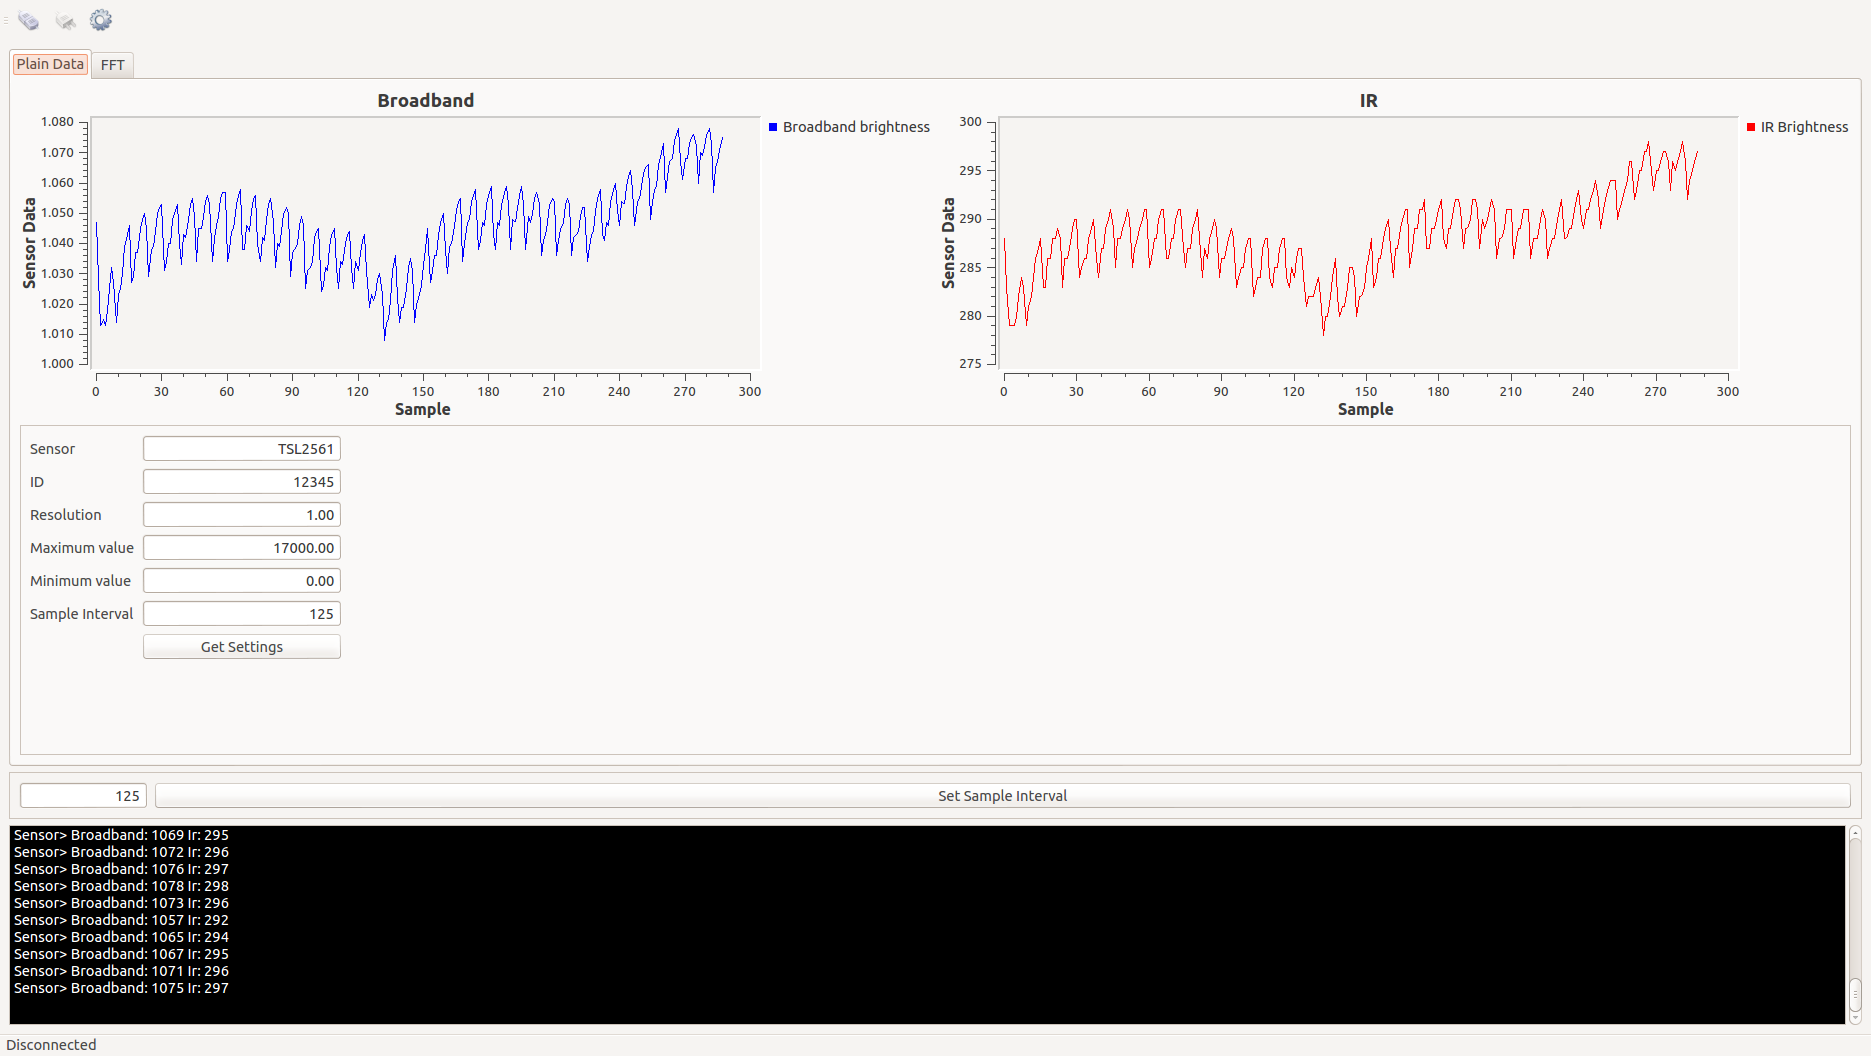 Plain Data FFT
Broadband
1.080
1.070
1.060
1.050
1.040
1.030
1.020
1.010
1.000
Sensor Data
0 30 60 90 120 150 180 210 240 270 300
Sample
Broadband brightness
IR
300
295
290
285
280
275
Sensor Data
0 30 60 90 120 150 180 210 240 270 300
Sample
IR Brightness
Sensor TSL2561
ID 12345
Resolution 1.00
Maximum value 17000.00
Minimum value 0.00
Sample Interval 125
Get Settings
125 Set Sample Interval
Sensor> Broadband: 1069 Ir: 295
Sensor> Broadband: 1072 Ir: 296
Sensor> Broadband: 1076 Ir: 297
Sensor> Broadband: 1078 Ir: 298
Sensor> Broadband: 1073 Ir: 296
Sensor> Broadband: 1057 Ir: 292
Sensor> Broadband: 1065 Ir: 294
Sensor> Broadband: 1067 Ir: 295
Sensor> Broadband: 1071 Ir: 296
Sensor> Broadband: 1075 Ir: 297
Disconnected